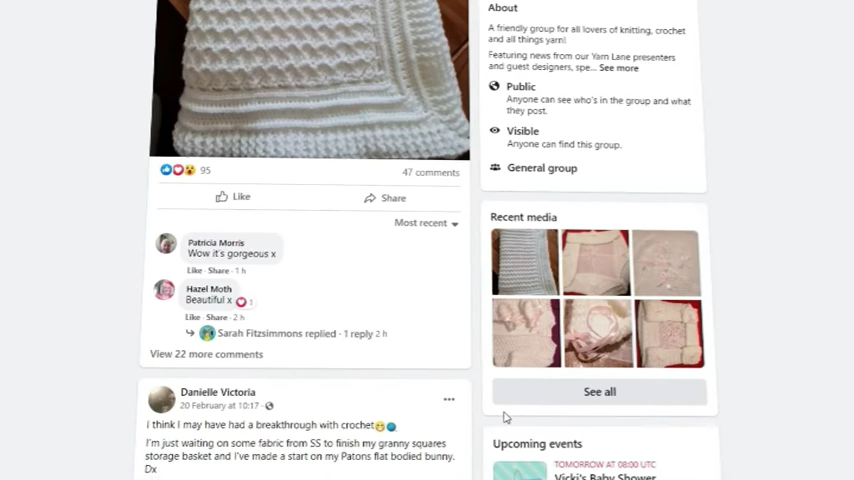 About
A friendly group for all lovers of knitting, crochet
and all things yarn!
Featuring news from our Yarn Lane presenters
and guest designers, spe... See more
Public
Anyone can see who's in the group and what
they post.
Visible
Anyone can find this group.
General group
95
47 comments
Like
Share
Most recent
Patricia Morris
Wow it's gorgeous x
Like · Share · 1 h
Hazel Moth
Beautiful x
1
Like · Share · 2 h
Sarah Fitzsimmons replied · 1 reply 2 h
View 22 more comments
Danielle Victoria
20 February at 10:17 ·
I think I may have had a breakthrough with crochet
I'm just waiting on some fabric from SS to finish my granny squares
storage basket and I've made a start on my Patons flat bodied bunny.
Dx
Recent media
See all
Upcoming events
TOMORROW AT 08:00 UTC
Vicki's Baby Shower